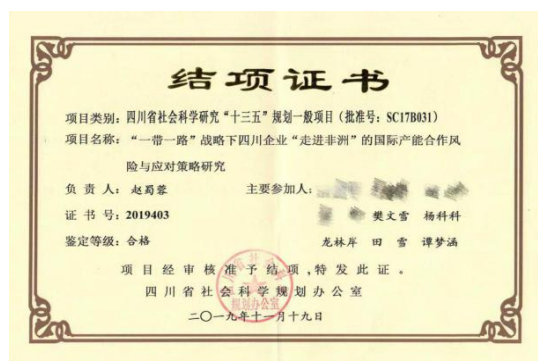 结项证书
项目类别：四川省社会科学研究“十三五”规划一般项目（批准号：SC17B031）
项目名称：“一带一路”战略下四川企业“走进非洲”的国际产能合作风
险与应对策略研究
负 责 人：赵蜀蓉 主要参加人：
证 书 号：2019403 樊文雪 杨科科
鉴定等级：合格 龙林岸 田 雪 谭梦涵
项目经审核准予结项，特发此证。
四川省社会科学规划办公室
二〇一九年十一月十九日